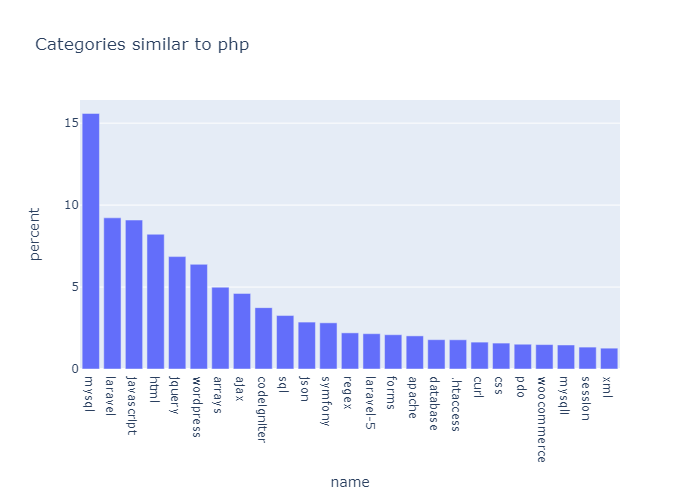 Categories similar to php
percent
15
10
5
0
mysql
laravel
javascript
html
jquery
wordpress
arrays
ajax
codeigniter
sql
json
symfony
regex
laravel-5
forms
apache
database
.htaccess
curl
css
pdo
woocommerce
mysqli
session
xml
name